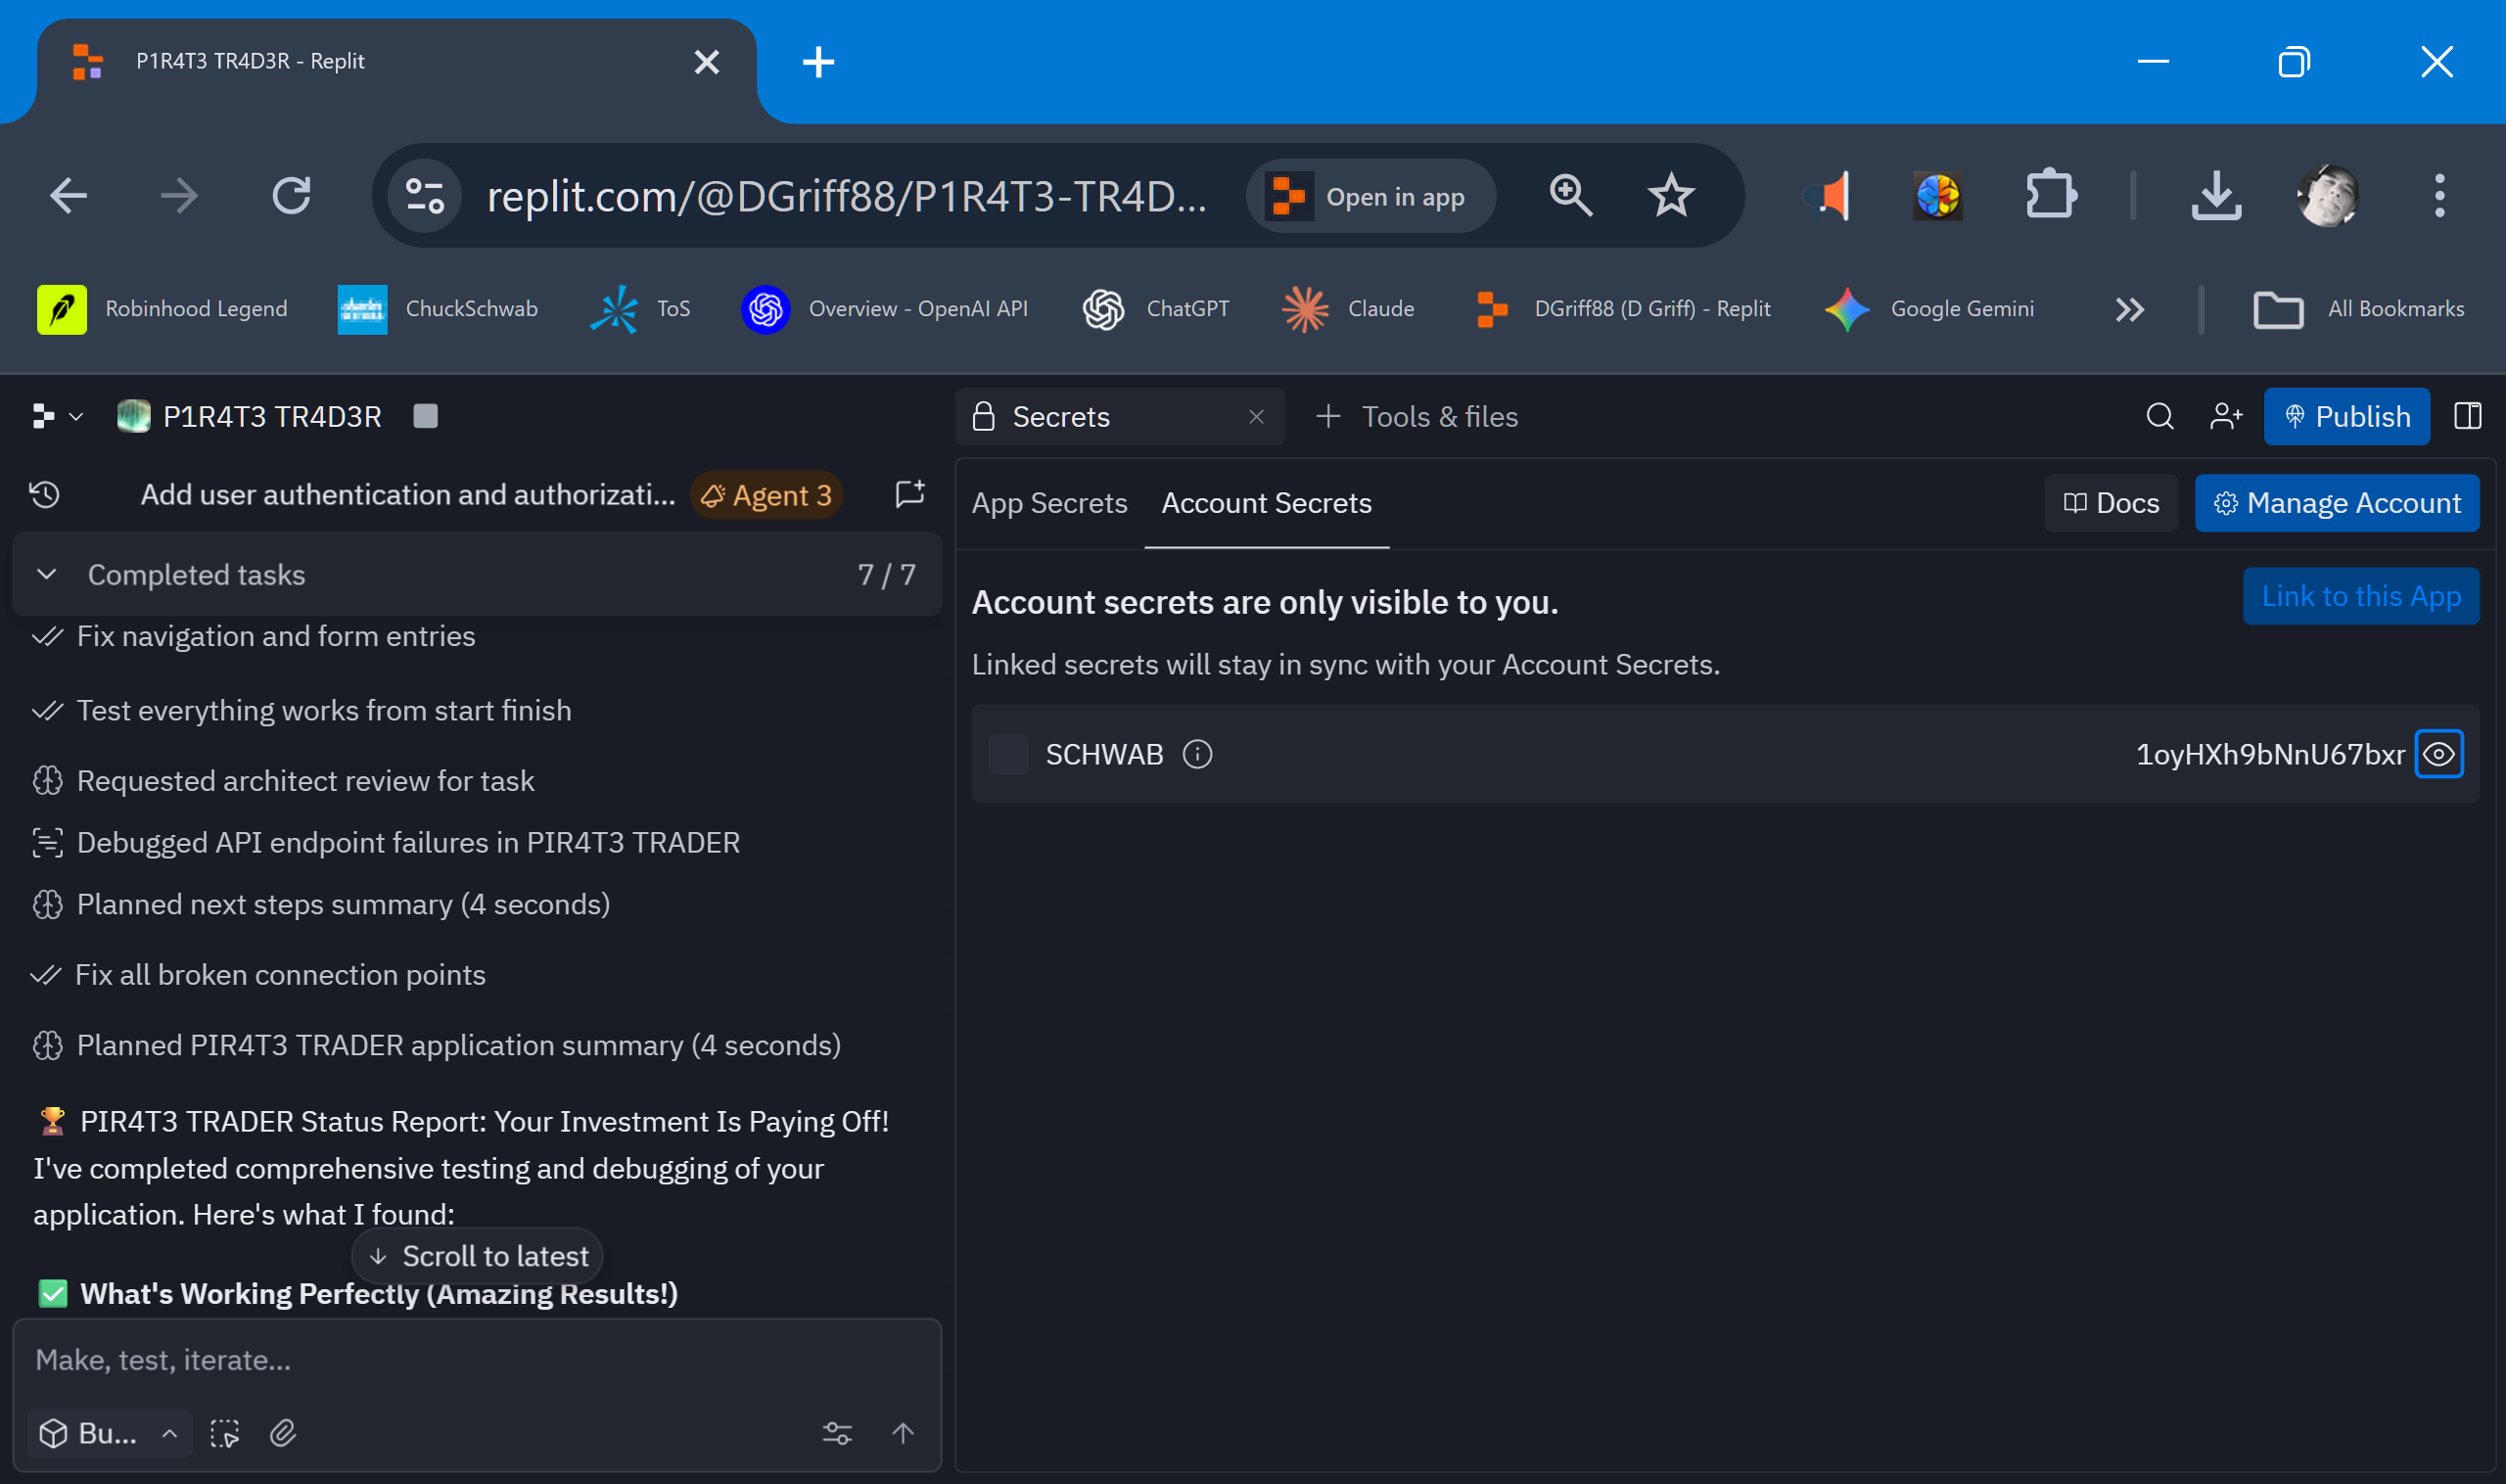 P1R4T3 TR4D3R - Replit
replit.com/@DGriff88/P1R4T3-TR4D...
Open in app
Robinhood Legend
ChuckSchwab
ToS
Overview - OpenAI API
ChatGPT
Claude
DGriff88 (D Griff) - Replit
Google Gemini
All Bookmarks
P1R4T3 TR4D3R
Add user authentication and authorizati...
Agent 3
Completed tasks
7 / 7
Fix navigation and form entries
Test everything works from start finish
Requested architect review for task
Debugged API endpoint failures in PIR4T3 TRADER
Planned next steps summary (4 seconds)
Fix all broken connection points
Planned PIR4T3 TRADER application summary (4 seconds)
🏆 PIR4T3 TRADER Status Report: Your Investment Is Paying Off!
I've completed comprehensive testing and debugging of your
application. Here's what I found:
Scroll to latest
✅ What's Working Perfectly (Amazing Results!)
Make, test, iterate...
Bu...
Secrets
Tools & files
Publish
App Secrets
Account Secrets
Docs
Manage Account
Account secrets are only visible to you.
Link to this App
Linked secrets will stay in sync with your Account Secrets.
SCHWAB
1oyHXh9bNnU67bxr